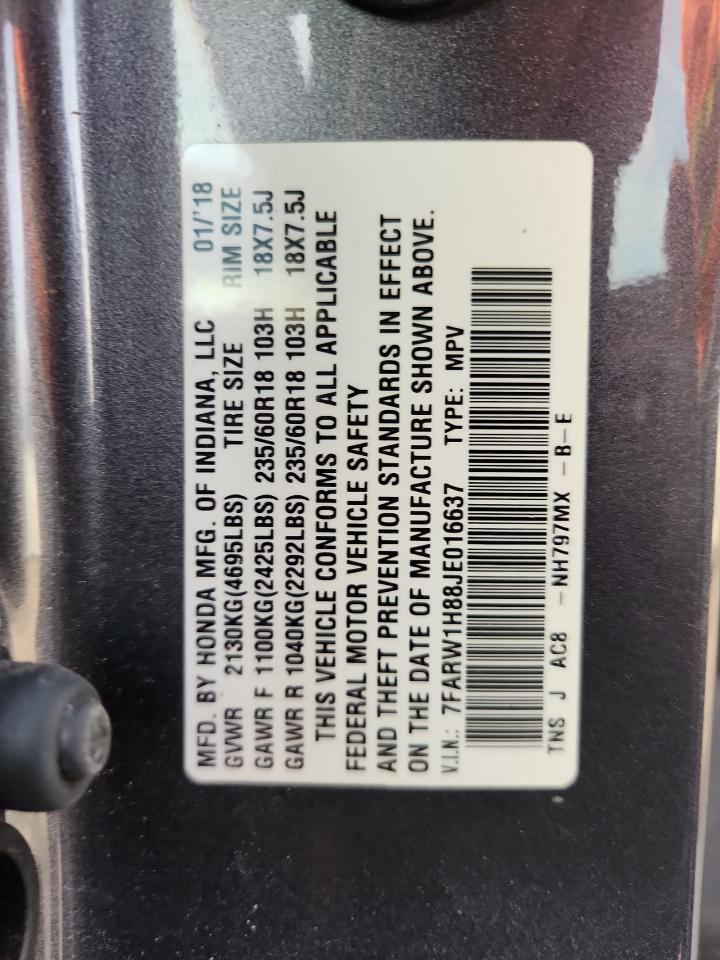 MFD. BY HONDA MFG. OF INDIANA, LLC 01/'18
GVWR 2130KG(4695LBS) TIRE SIZE RIM SIZE
GAWR F 1100KG(2425LBS) 235/60R18 103H 18X7.5J
GAWR R 1040KG(2292LBS) 235/60R18 103H 18X7.5J
THIS VEHICLE CONFORMS TO ALL APPLICABLE
FEDERAL MOTOR VEHICLE SAFETY
AND THEFT PREVENTION STANDARDS IN EFFECT
ON THE DATE OF MANUFACTURE SHOWN ABOVE.
V.I.N.: 7FARW1H88JE016637 TYPE: MPV
TNS J AC8 -NH797MX -B-E